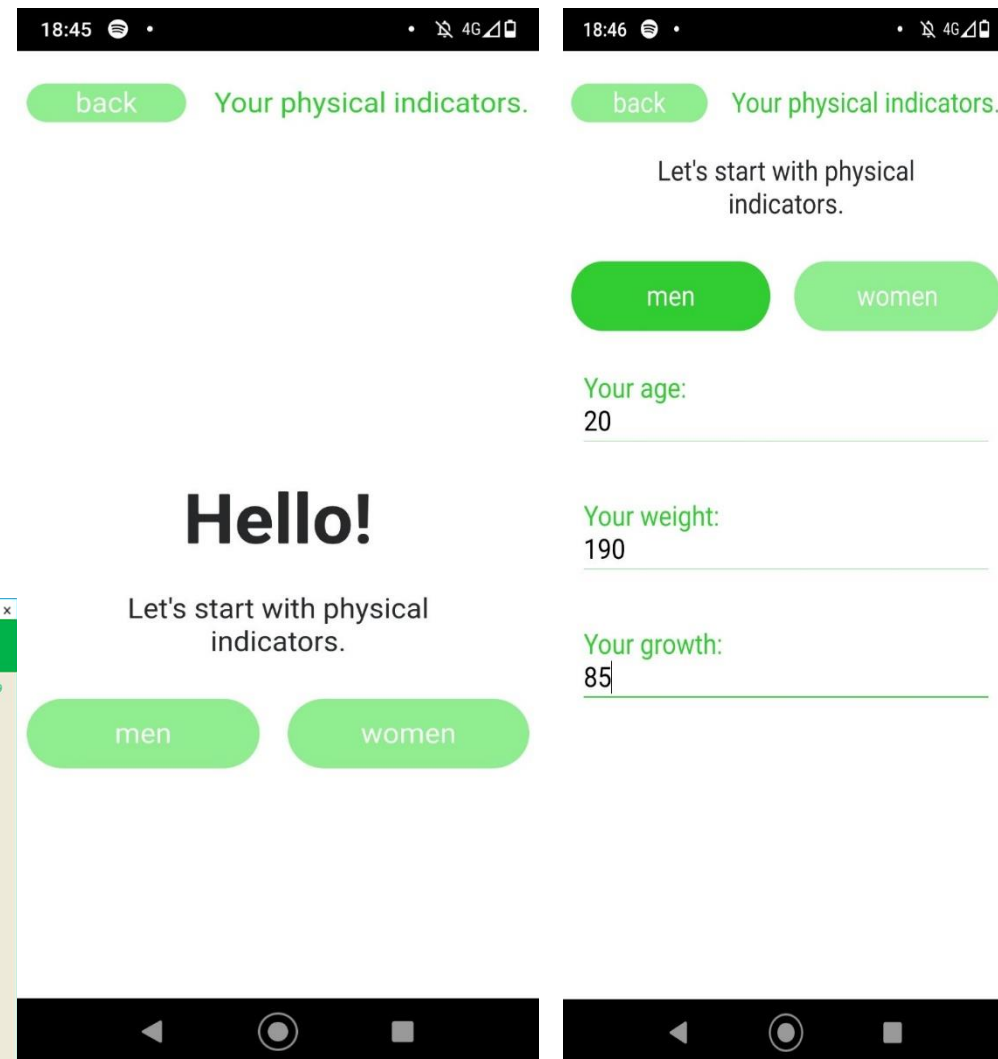 18:45
4G
back
Your physical indicators.
Hello!
Let's start with physical
indicators.
men
women
x
18:46
4G
back
Your physical indicators.
Let's start with physical
indicators.
men
women
Your age:
20
Your weight:
190
Your growth:
85